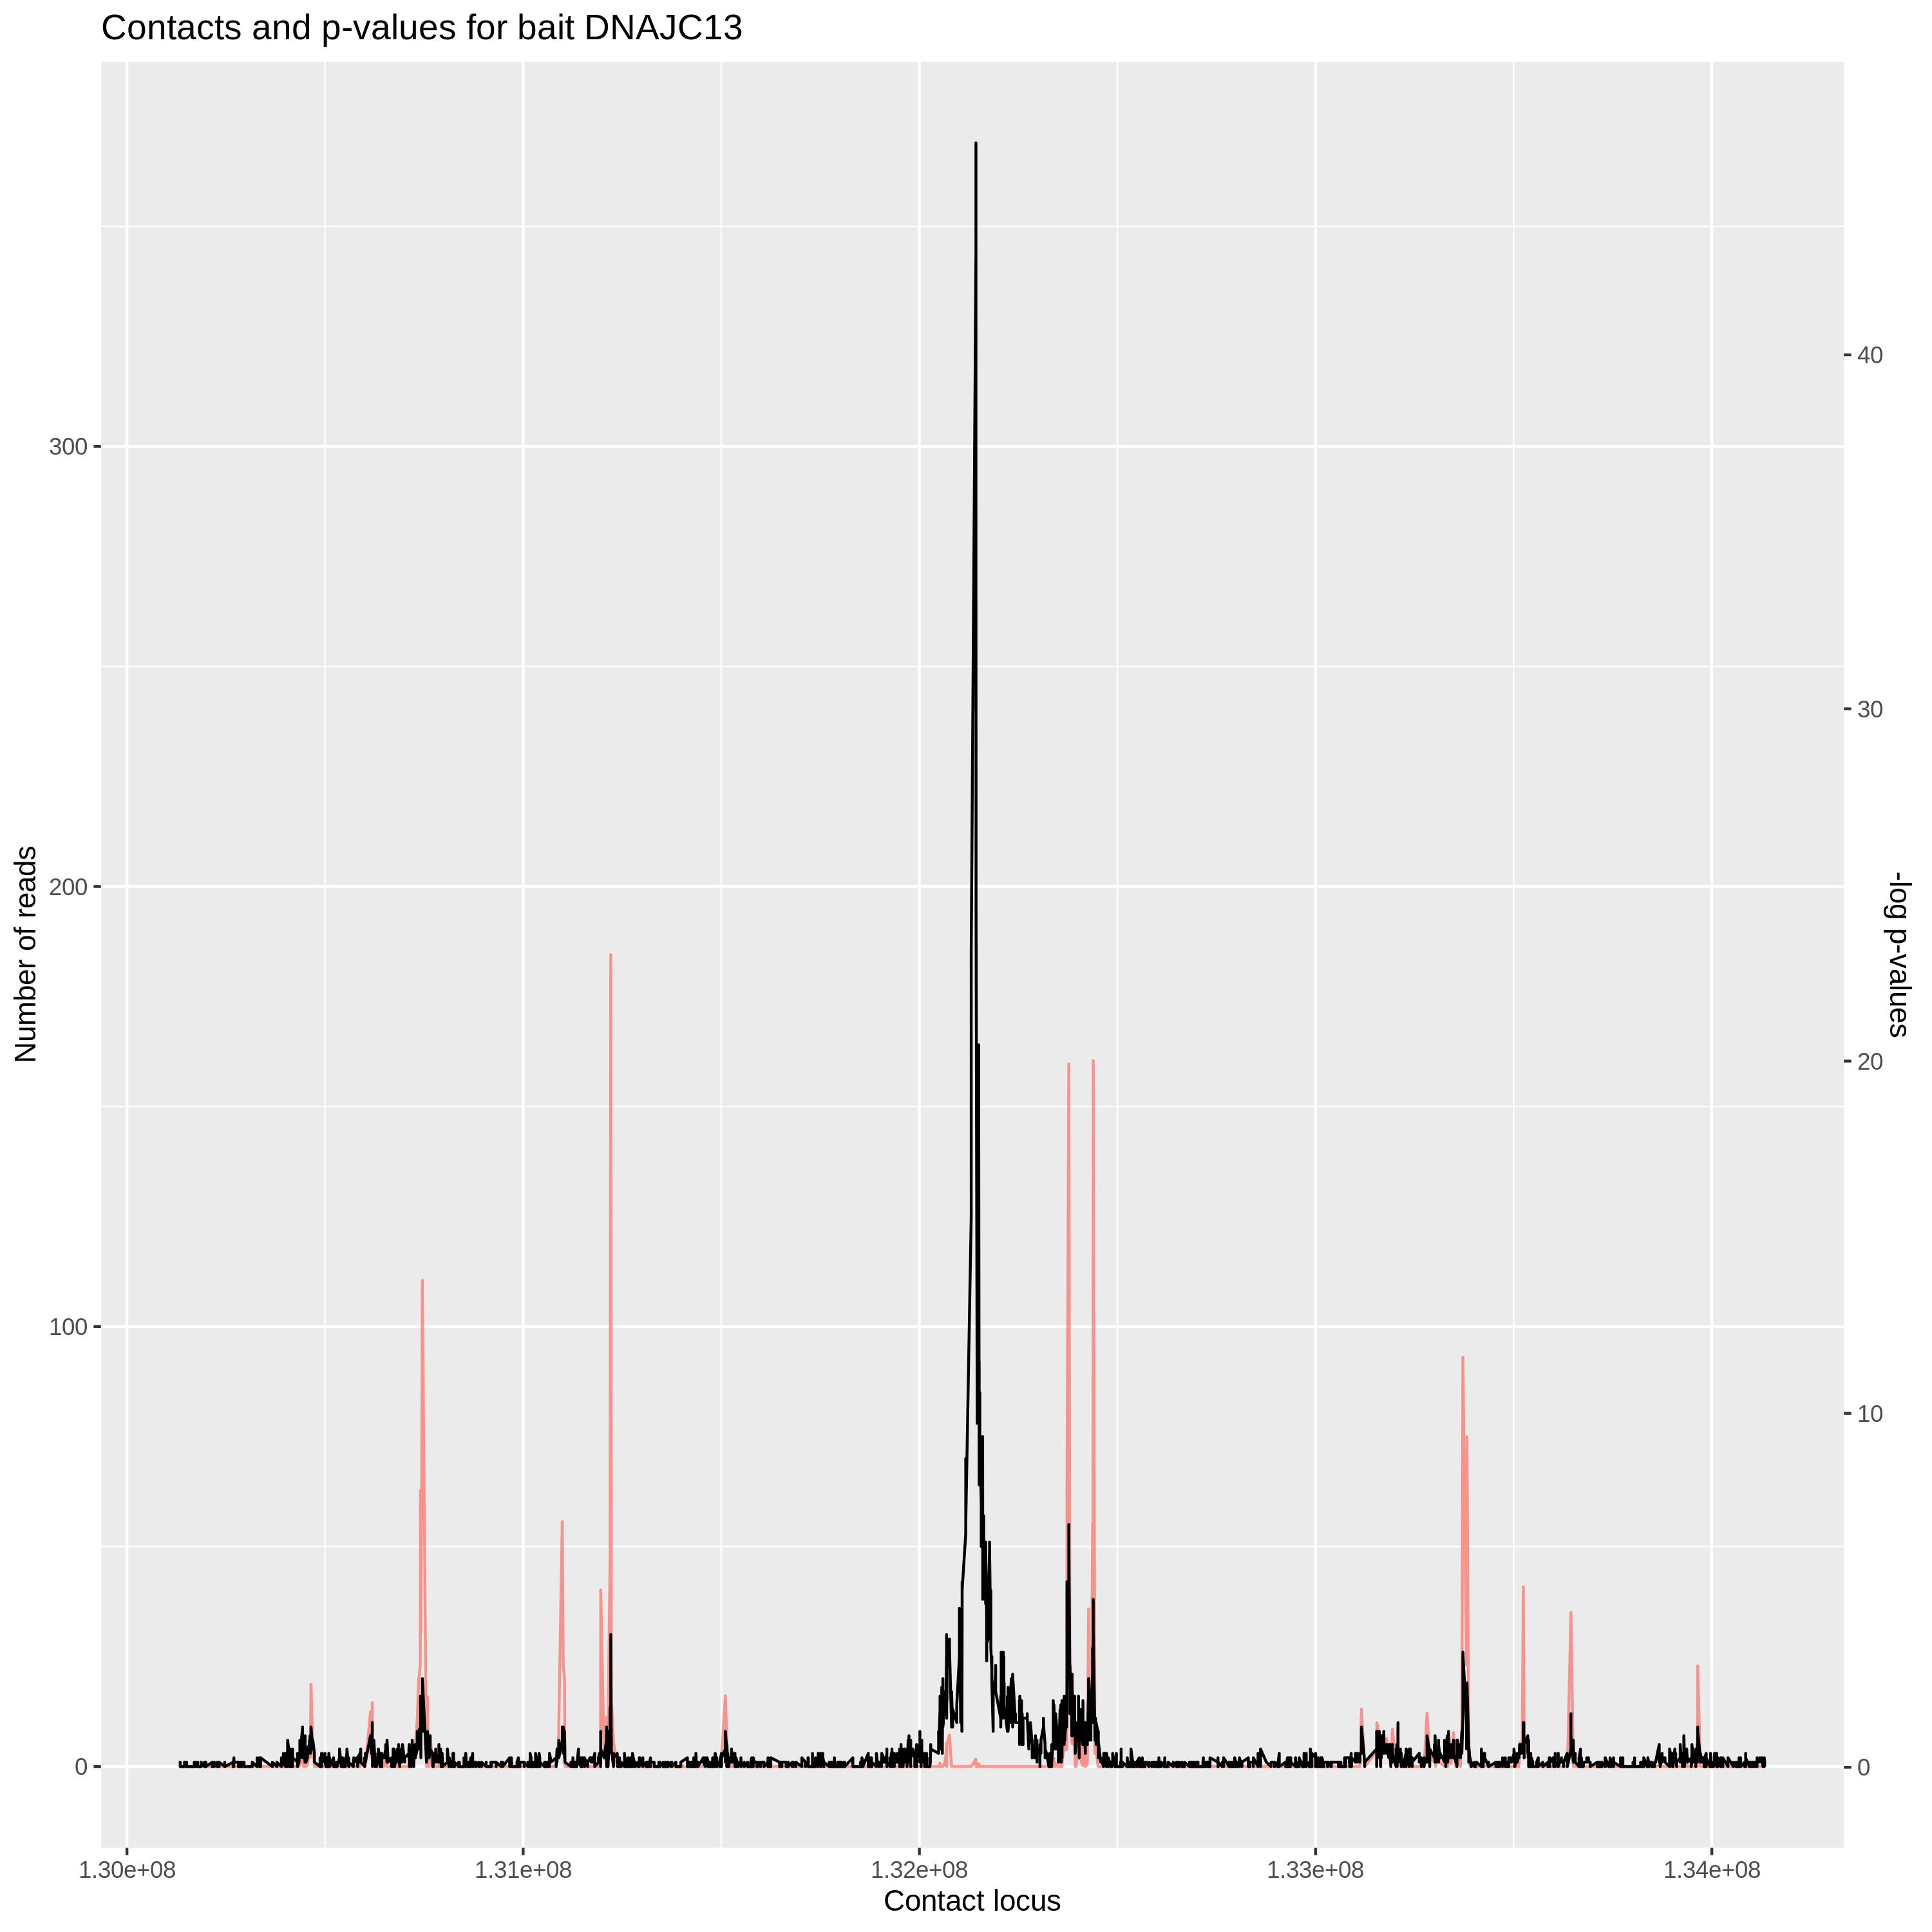 Contacts and p-values for bait DNAJC13
Number of reads
300
200
100
0
40
30
20
10
0
-log p-values
1.30e+08
1.31e+08
1.32e+08
1.33e+08
1.34e+08
Contact locus